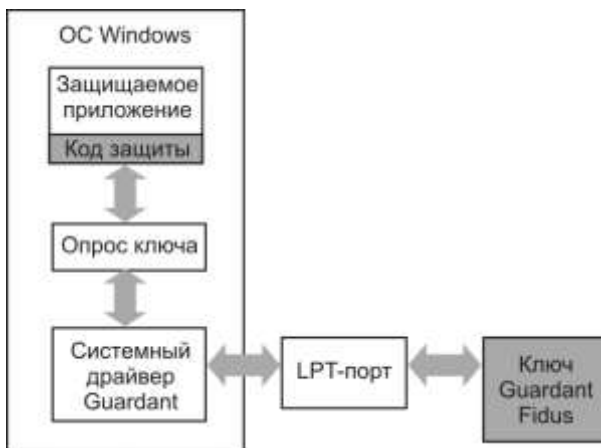 ОС Windows
Защищаемое
приложение
Код защиты
Опрос ключа
Системный
драйвер
Guardant
LPT-порт
Ключ
Guardant
Fidus